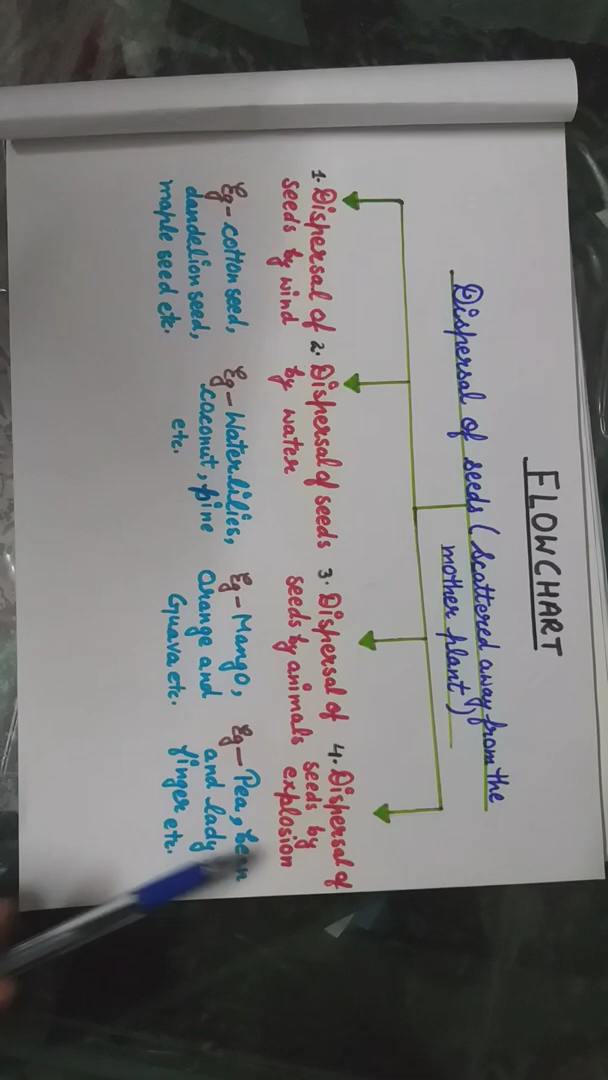 FLOWCHART
Dispersal of seeds (scattered away from the
mother plant)
1. Dispersal of
seeds by wind
Eg - cotton seed,
dandelion seed,
maple seed etc.
2. Dispersal of seeds
by water
Eg - Water lilies,
coconut, pine
etc.
3. Dispersal of
seeds by animals
Eg - Mango,
Orange and
Guava etc.
4. Dispersal of
seeds by
explosion
Eg - Pea, bean
and lady
finger etc.